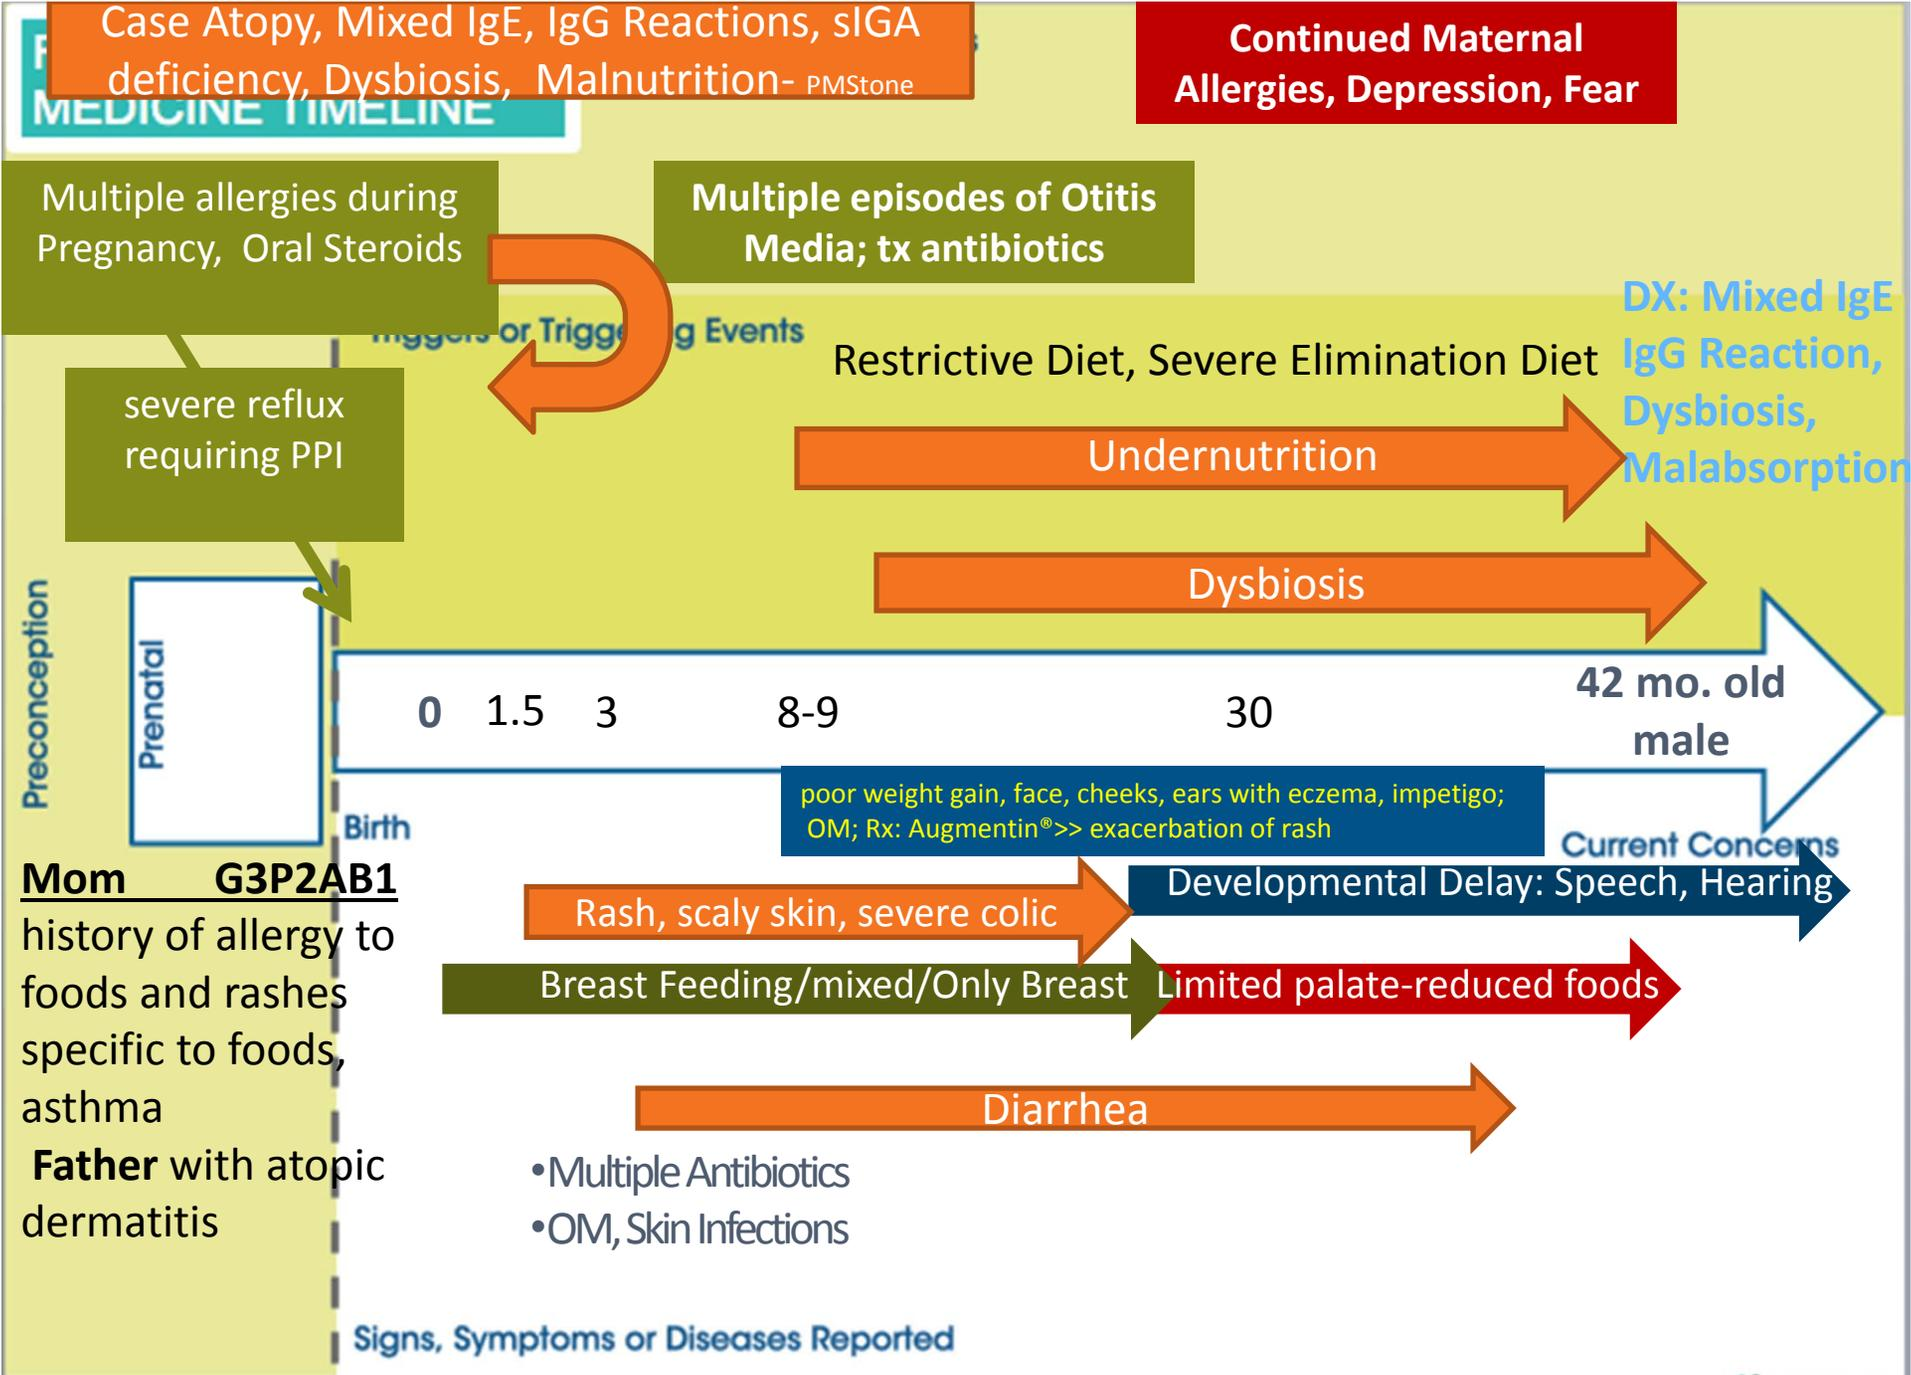 Case Atopy, Mixed IgE, IgG Reactions, sIGA
deficiency, Dysbiosis, Malnutrition- PMStone
MEDICINE TIMELINE
Continued Maternal
Allergies, Depression, Fear
Multiple allergies during
Pregnancy, Oral Steroids
Multiple episodes of Otitis
Media; tx antibiotics
Triggers or Triggering Events
severe reflux
requiring PPI
Restrictive Diet, Severe Elimination Diet
DX: Mixed IgE
IgG Reaction,
Dysbiosis,
Malabsorption
Undernutrition
Dysbiosis
Preconception
Prenatal
0 1.5 3 8-9 30
42 mo. old
male
Birth
poor weight gain, face, cheeks, ears with eczema, impetigo;
OM; Rx: Augmentin®>> exacerbation of rash
Current Concerns
Developmental Delay: Speech, Hearing
Rash, scaly skin, severe colic
Breast Feeding/mixed/Only Breast
Limited palate-reduced foods
Diarrhea
Mom G3P2AB1
history of allergy to
foods and rashes
specific to foods,
asthma
Father with atopic
dermatitis
•Multiple Antibiotics
•OM, Skin Infections
Signs, Symptoms or Diseases Reported